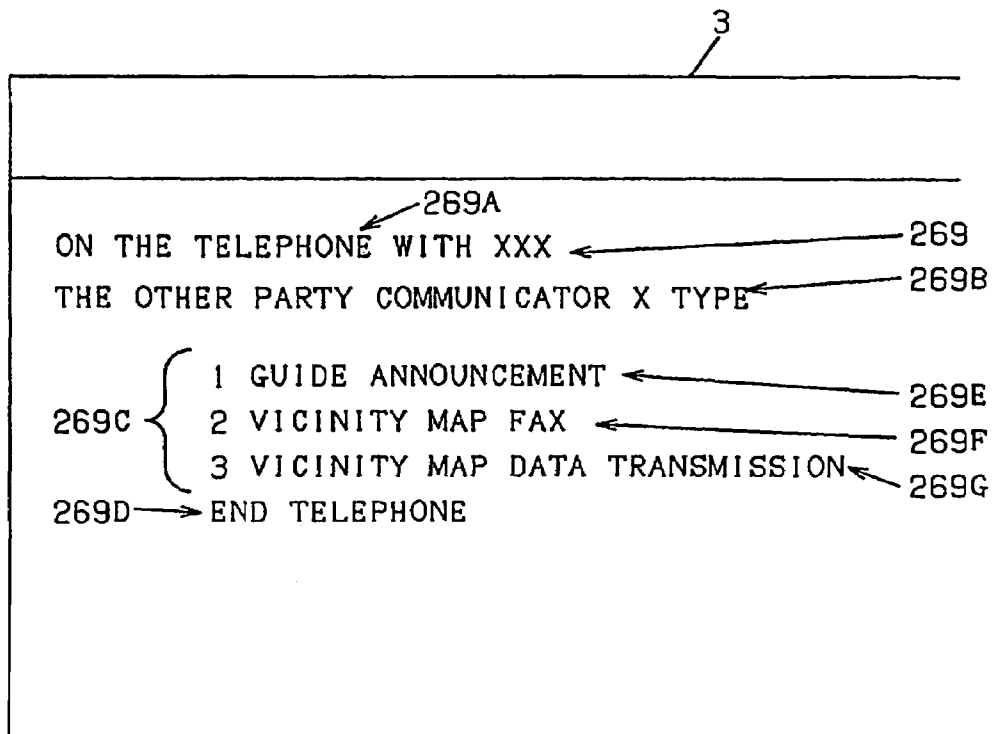 3
269A
ON THE TELEPHONE WITH XXX 269
THE OTHER PARTY COMMUNICATOR X TYPE 269B
1 GUIDE ANNOUNCEMENT 269E
269C 2 VICINITY MAP FAX 269F
3 VICINITY MAP DATA TRANSMISSION 269G
269D END TELEPHONE